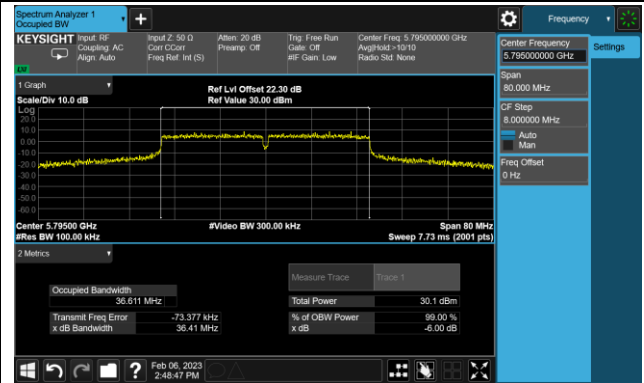 Spectrum Analyzer 1
Occupied BW
+
Frequency
KEYSIGHT
Input: RF
Coupling: AC
Align: Auto
Input Z: 50 Ω
Corr CCorr
Freq Ref: Int (S)
Atten: 20 dB
Preamp: Off
Trig: Free Run
Gate: Off
#IF Gain: Low
Center Freq: 5.795000000 GHz
Avg|Hold:>10/10
Radio Std: None
LXI
Center Frequency
5.795000000 GHz
Settings
Span
80.000 MHz
CF Step
8.000000 MHz
Auto
Man
Freq Offset
0 Hz
1 Graph
Scale/Div 10.0 dB
Ref Lvl Offset 22.30 dB
Ref Value 30.00 dBm
Log
20.0
10.0
0.00
-10.0
-20.0
-30.0
-40.0
-50.0
-60.0
Center 5.79500 GHz
#Res BW 100.00 kHz
#Video BW 300.00 kHz
Span 80 MHz
Sweep 7.73 ms (2001 pts)
2 Metrics
Measure Trace
Trace 1
Occupied Bandwidth
36.611 MHz
Total Power
30.1 dBm
Transmit Freq Error
-73.377 kHz
% of OBW Power
99.00 %
x dB Bandwidth
36.41 MHz
x dB
-6.00 dB
?
Feb 06, 2023
2:48:47 PM